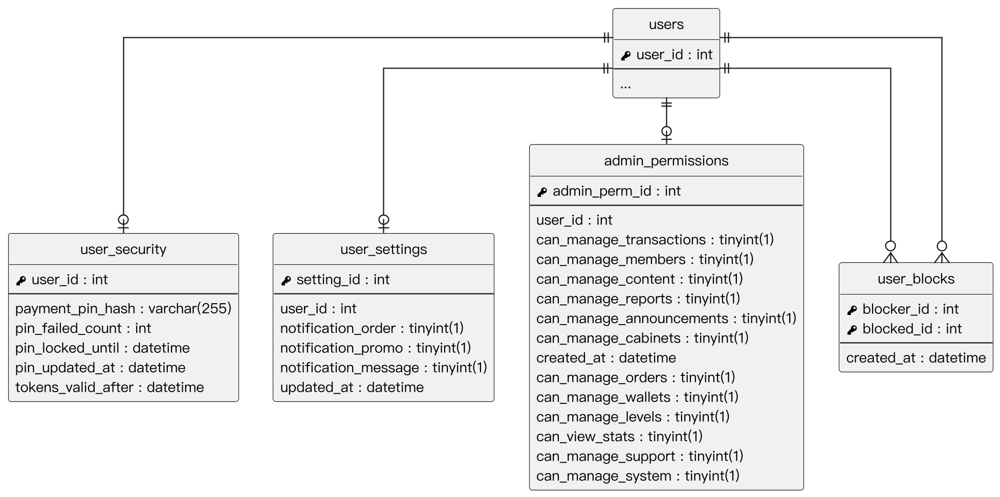 users
user_id : int
...
user_security
user_id : int
payment_pin_hash : varchar(255)
pin_failed_count : int
pin_locked_until : datetime
pin_updated_at : datetime
tokens_valid_after : datetime
user_settings
setting_id : int
user_id : int
notification_order : tinyint(1)
notification_promo : tinyint(1)
notification_message : tinyint(1)
updated_at : datetime
admin_permissions
admin_perm_id : int
user_id : int
can_manage_transactions : tinyint(1)
can_manage_members : tinyint(1)
can_manage_content : tinyint(1)
can_manage_reports : tinyint(1)
can_manage_announcements : tinyint(1)
can_manage_cabinets : tinyint(1)
created_at : datetime
can_manage_orders : tinyint(1)
can_manage_wallets : tinyint(1)
can_manage_levels : tinyint(1)
can_view_stats : tinyint(1)
can_manage_support : tinyint(1)
can_manage_system : tinyint(1)
user_blocks
blocker_id : int
blocked_id : int
created_at : datetime